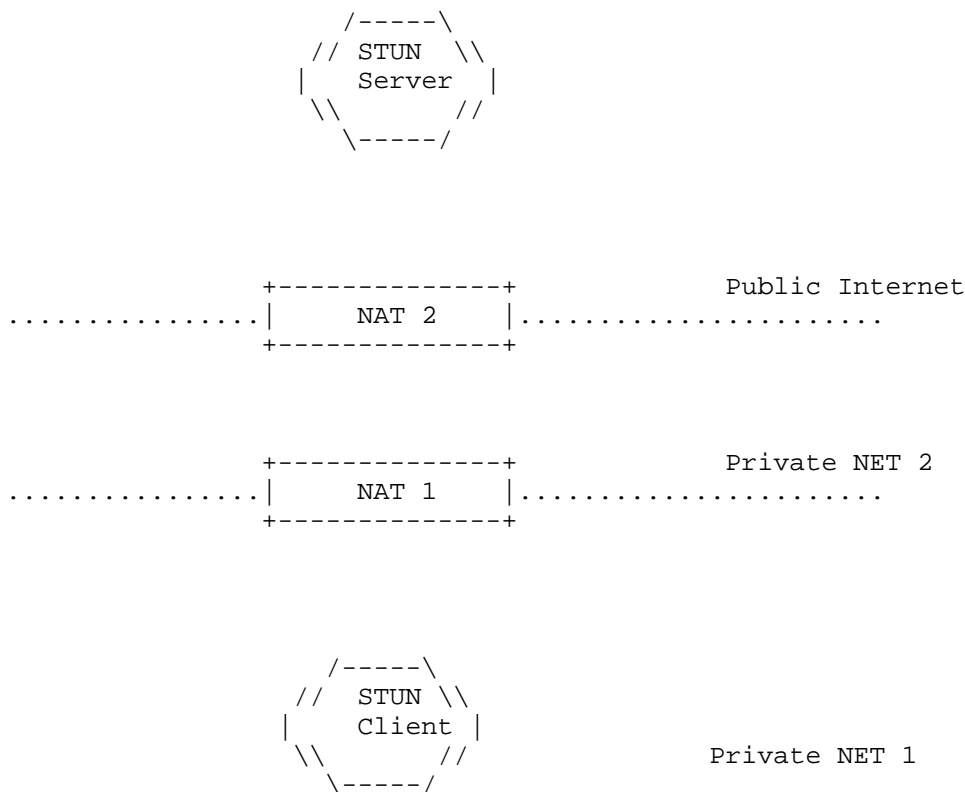 /-----\
// STUN \\
| Server |
\\ //
\-----/
+--------------+ Public Internet
................| NAT 2 |.......................
+--------------+
+--------------+ Private NET 2
................| NAT 1 |.......................
+--------------+
/-----\
// STUN \\
| Client |
\\ // Private NET 1
\-----/